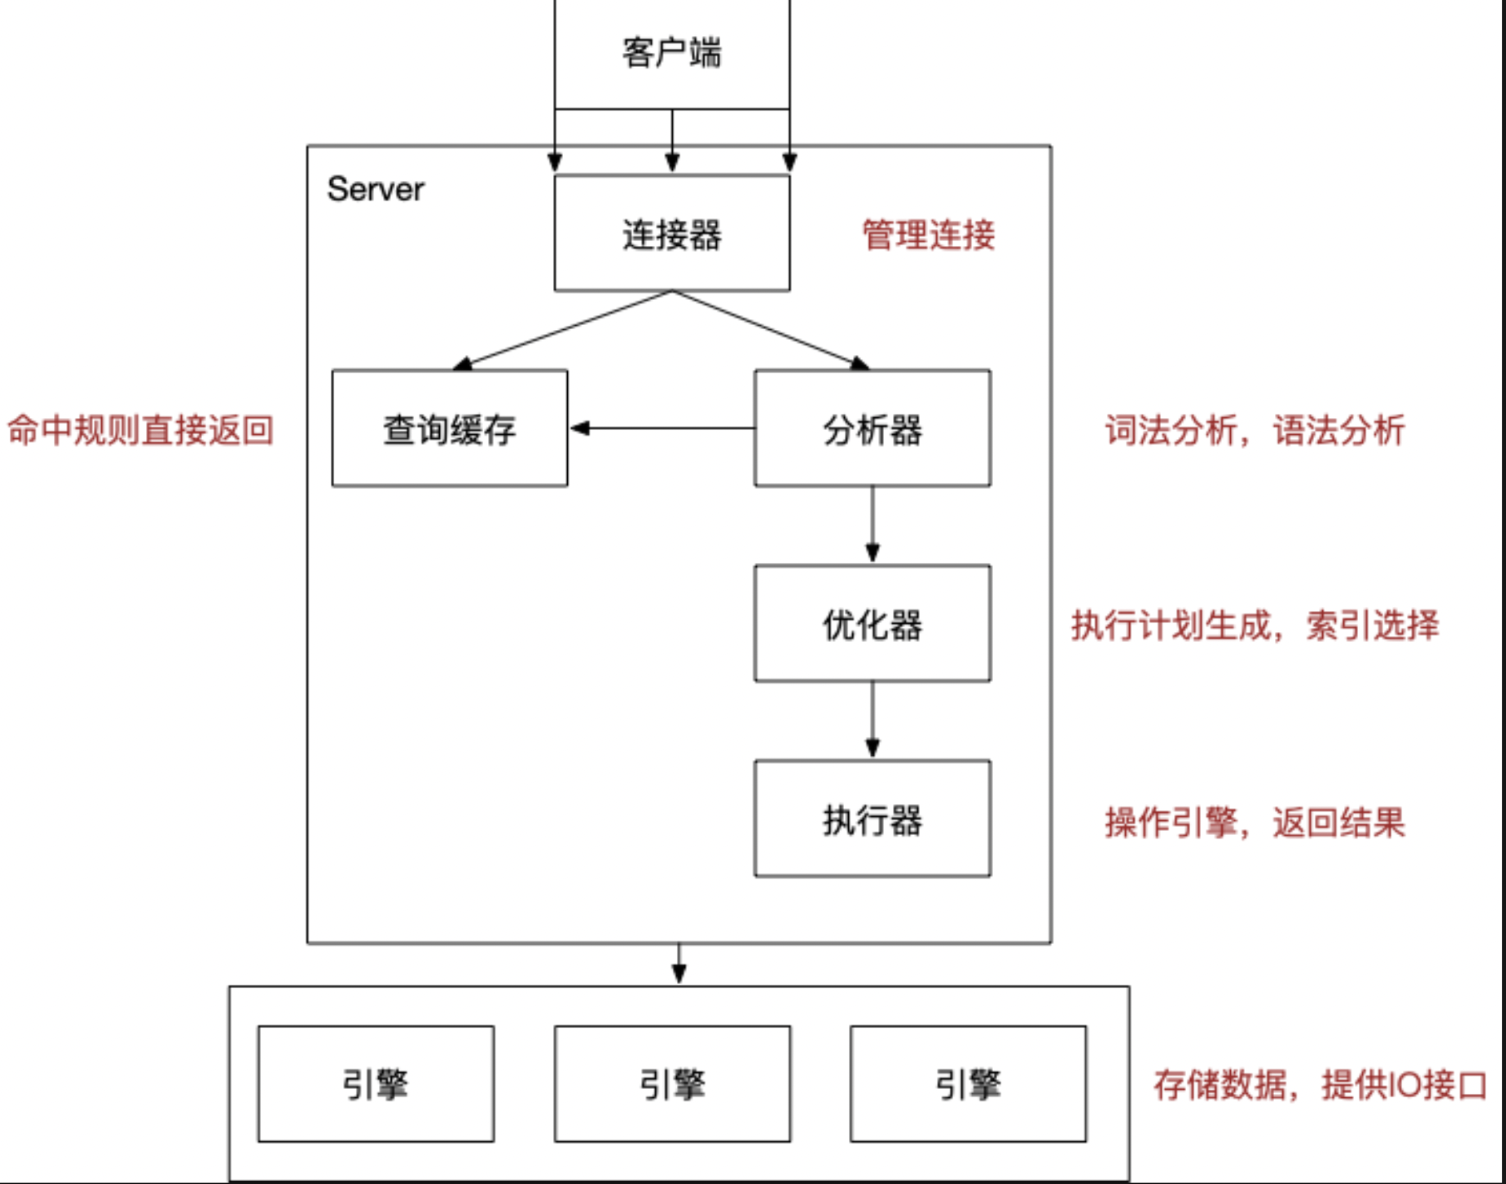 客户端
Server
连接器
管理连接
命中规则直接返回
查询缓存
分析器
词法分析，语法分析
优化器
执行计划生成，索引选择
执行器
操作引擎，返回结果
引擎
引擎
引擎
存储数据，提供IO接口